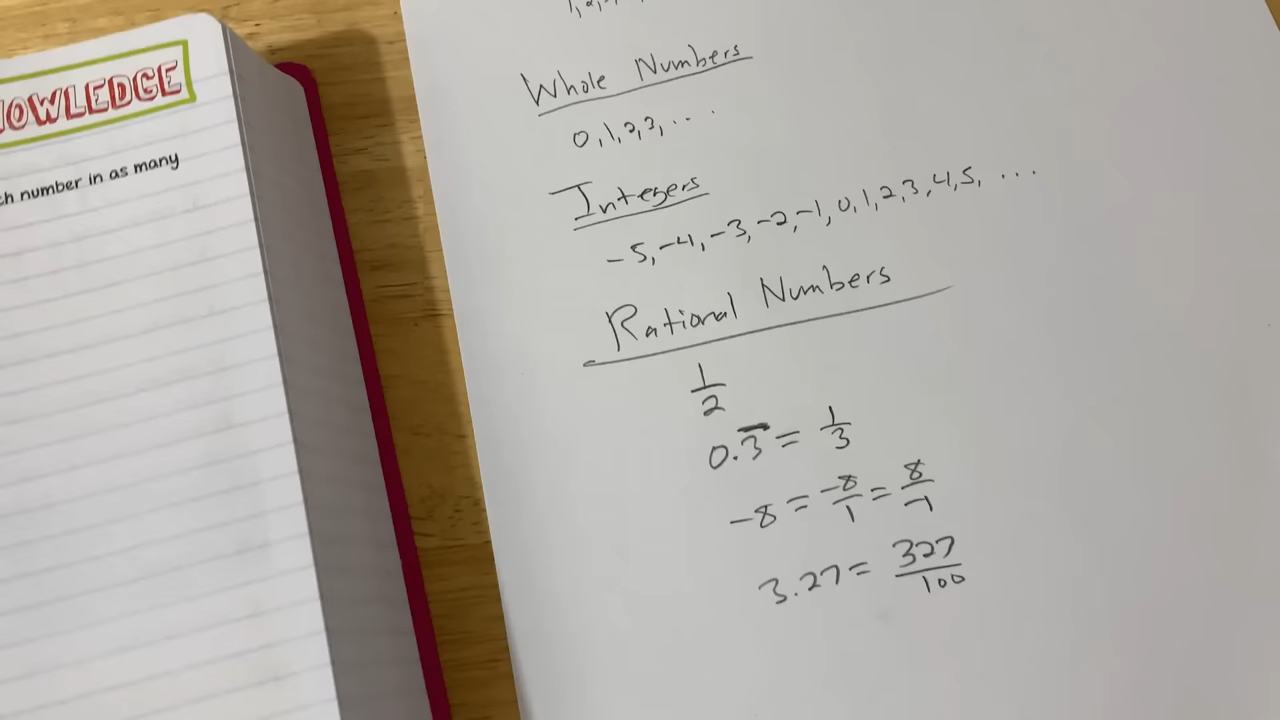 OWLEDGE
ch number in as many
Whole Numbers
0, 1, 2, 3, . . .
Integers
-5, -4, -3, -2, -1, 0, 1, 2, 3, 4, 5, . . .
Rational Numbers
1/2
0.3̅ = 1/3
-8 = -8/1 = 8/-1
3.27 = 327/100